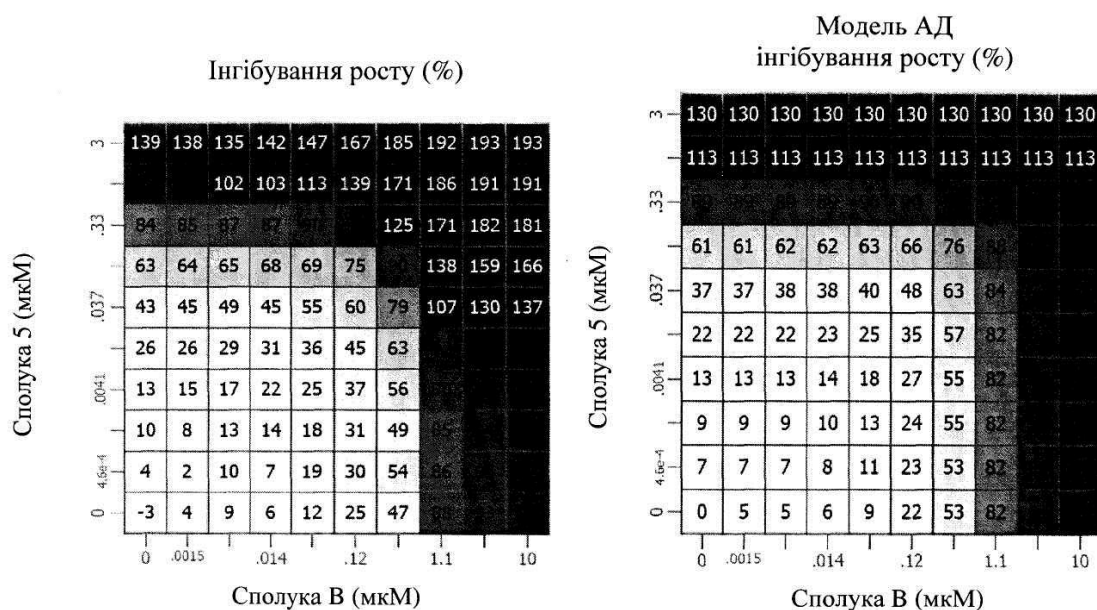 Інгібування росту (%)
3 139 138 135 142 147 167 185 192 193 193
102 103 113 139 171 186 191 191
.33 84 85 87 87 125 171 182 181
63 64 65 68 69 75 138 159 166
.037 43 45 49 45 55 60 79 107 130 137
26 26 29 31 36 45 63
.0041 13 15 17 22 25 37 56
10 8 13 14 18 31 49
4.6e-4 4 2 10 7 19 30 54 86
0 -3 4 9 6 12 25 47
0 .0015 .014 .12 1.1 10
Сполука 5 (мкМ)
Сполука В (мкМ)
Модель АД
інгібування росту (%)
3 130 130 130 130 130 130 130 130 130 130
113 113 113 113 113 113 113 113 113 113
.33
61 61 62 62 63 66 76
.037 37 37 38 38 40 48 63 84
22 22 22 23 25 35 57 82
.0041 13 13 13 14 18 27 55 82
9 9 9 10 13 24 55 82
4.6e-4 7 7 7 8 11 23 53 82
0 0 5 5 6 9 22 53 82
0 .0015 .014 .12 1.1 10
Сполука 5 (мкМ)
Сполука В (мкМ)